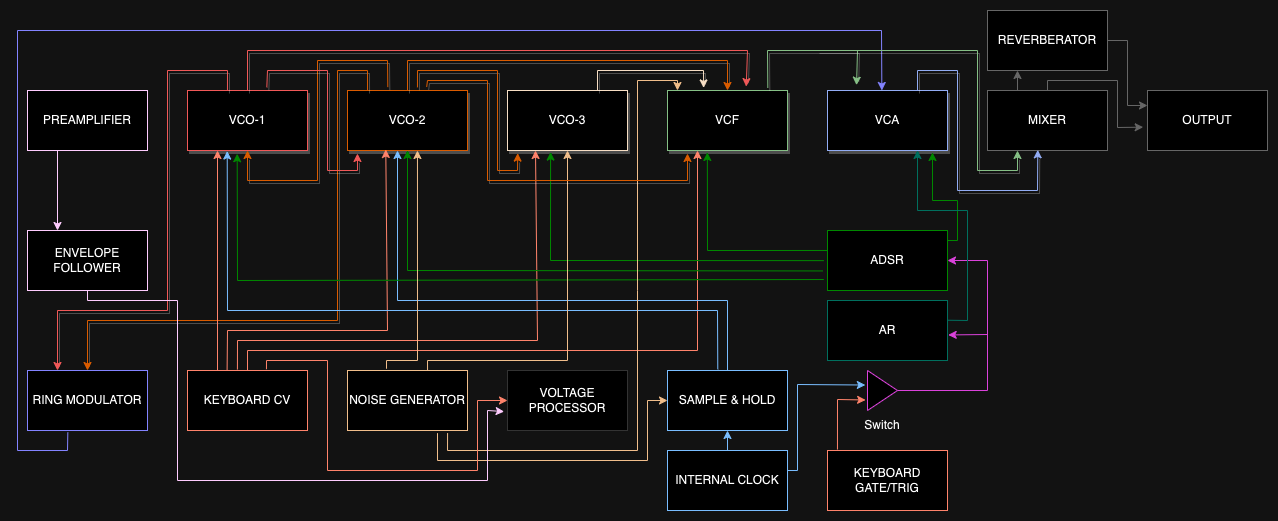 REVERBERATOR
PREAMPLIFIER
VCO-1
VCO-2
VCO-3
VCF
VCA
MIXER
OUTPUT
ENVELOPE
FOLLOWER
ADSR
AR
RING MODULATOR
KEYBOARD CV
NOISE GENERATOR
VOLTAGE
PROCESSOR
SAMPLE & HOLD
Switch
INTERNAL CLOCK
KEYBOARD
GATE/TRIG